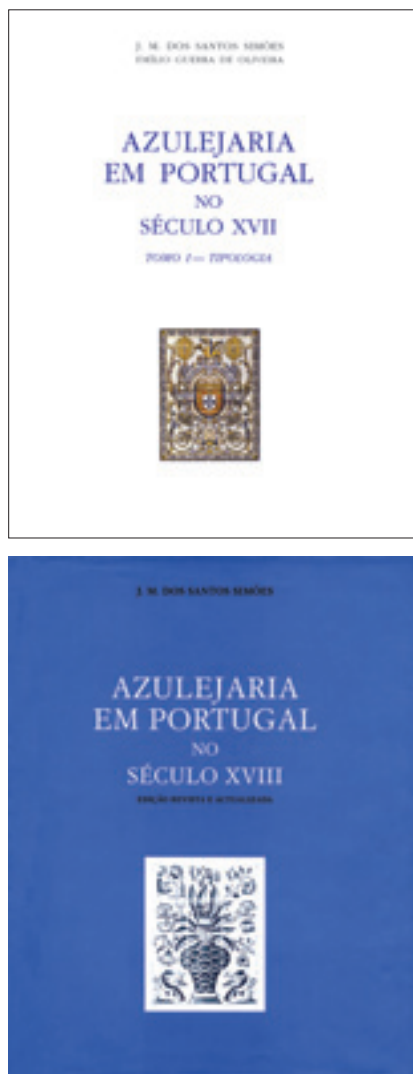 J. M. DOS SANTOS SIMÕES
EMÍLIO GUERRA DE OLIVEIRA
AZULEJARIA
EM PORTUGAL
NO
SÉCULO XVII
TOMO I — TIPOLOGIA
J. M. DOS SANTOS SIMÕES
AZULEJARIA
EM PORTUGAL
NO
SÉCULO XVIII
EDIÇÃO REVISTA E ACTUALIZADA